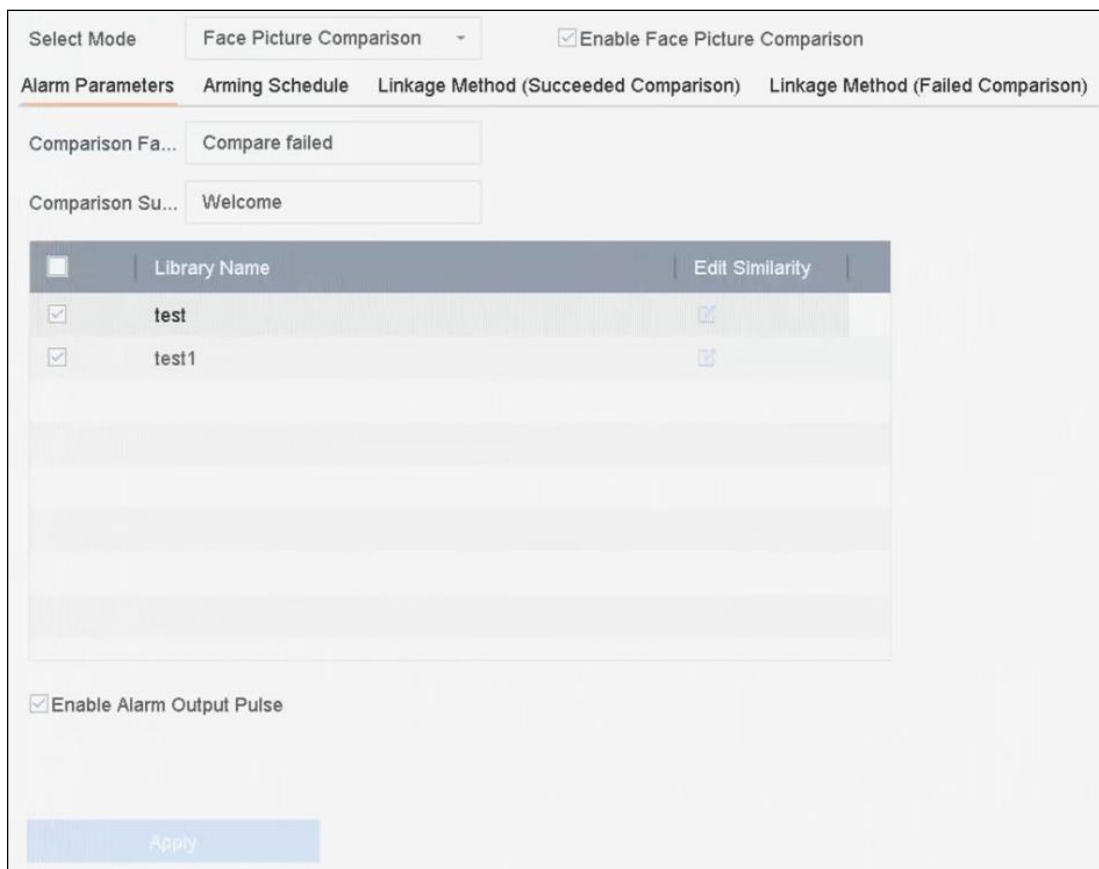 Select Mode Face Picture Comparison Enable Face Picture Comparison
Alarm Parameters Arming Schedule Linkage Method (Succeeded Comparison) Linkage Method (Failed Comparison)
Comparison Fa... Compare failed
Comparison Su... Welcome
Library Name Edit Similarity
test
test1
Enable Alarm Output Pulse
Apply